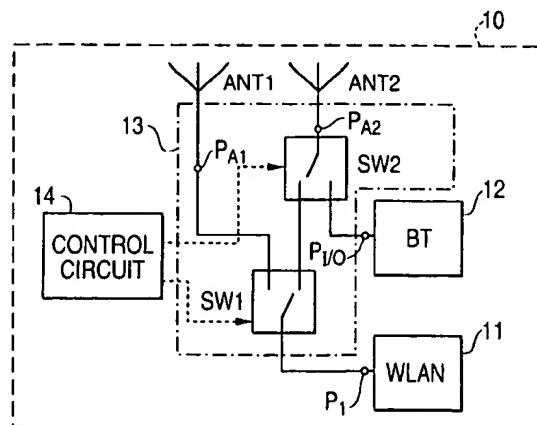 10
ANT1
ANT2
13
PA1
PA2
SW2
14
CONTROL
CIRCUIT
12
BT
PI/O
SW1
11
WLAN
P1